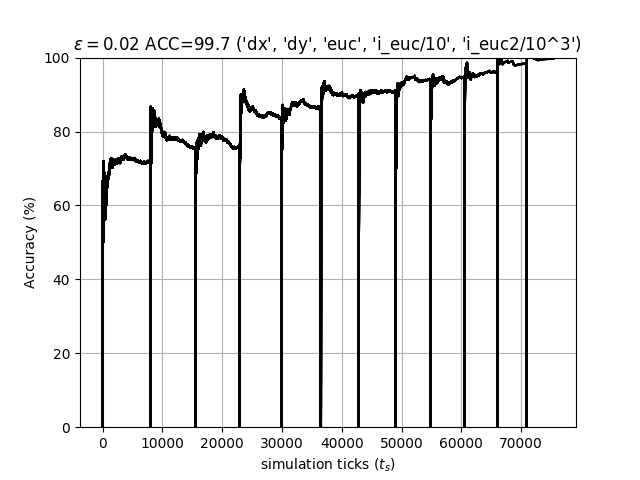 ε = 0.02 ACC=99.7 ('dx', 'dy', 'euc', 'i_euc/10', 'i_euc2/10^3')
100
80
60
40
20
0
Accuracy (%)
0 10000 20000 30000 40000 50000 60000 70000
simulation ticks (t_s)